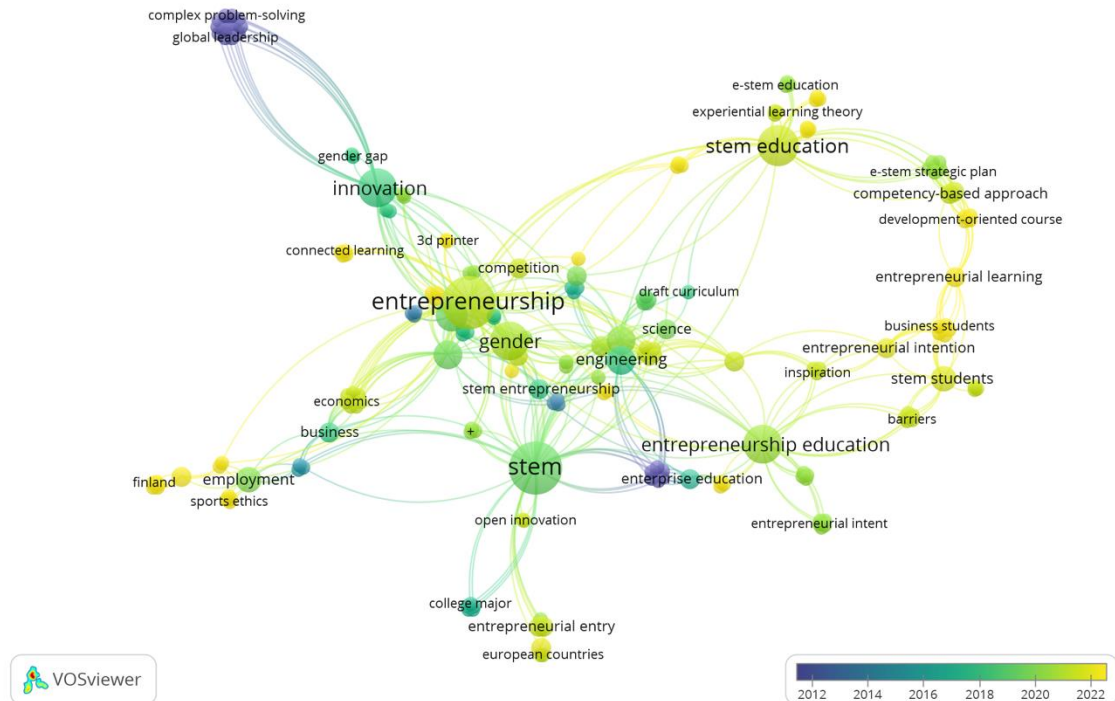 complex problem-solving
global leadership
e-stem education
experiential learning theory
stem education
gender gap
innovation
e-stem strategic plan
competency-based approach
development-oriented course
3d printer
connected learning
competition
entrepreneurial learning
draft curriculum
entrepreneurship
business students
science
gender
entrepreneurial intention
engineering
inspiration
stem students
stem entrepreneurship
economics
barriers
business
+
entrepreneurship education
stem
employment
enterprise education
finland
sports ethics
open innovation
entrepreneurial intent
college major
entrepreneurial entry
european countries
VOSviewer
2012 2014 2016 2018 2020 2022